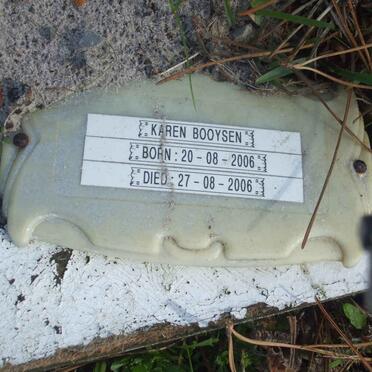 KAREN BOOYSEN
BORN : 20 - 08 - 2006
DIED : 27 - 08 - 2006